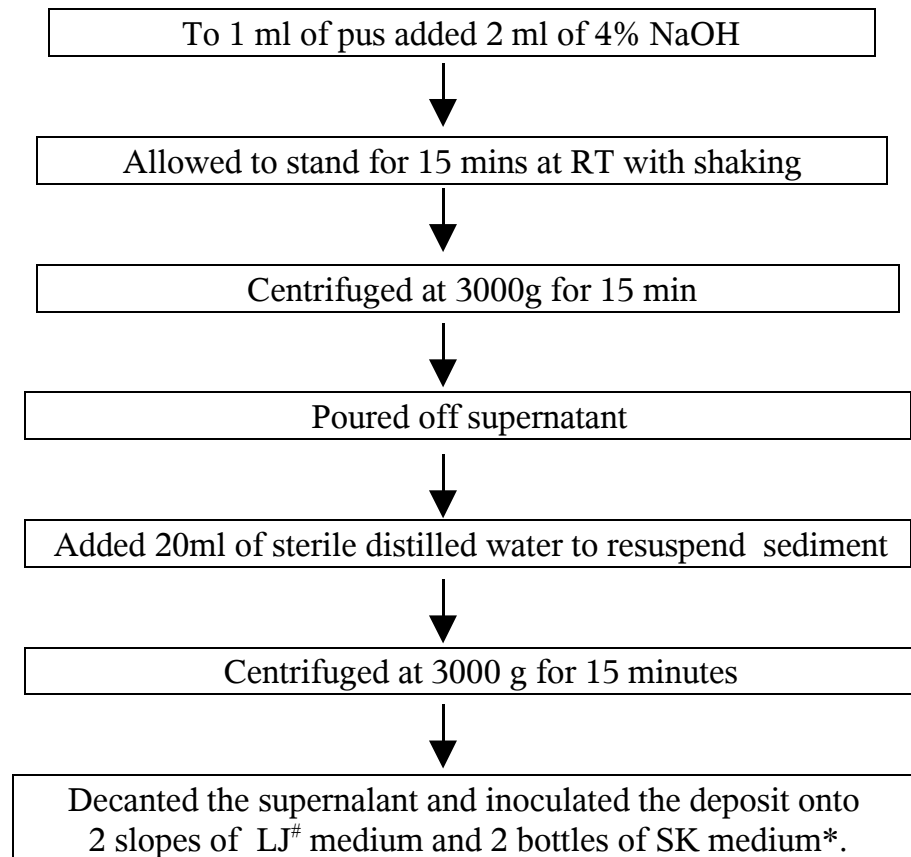 To 1 ml of pus added 2 ml of 4% NaOH
Allowed to stand for 15 mins at RT with shaking
Centrifuged at 3000g for 15 min
Poured off supernatant
Added 20ml of sterile distilled water to resuspend sediment
Centrifuged at 3000 g for 15 minutes
Decanted the supernalant and inoculated the deposit onto
2 slopes of LJ# medium and 2 bottles of SK medium*.